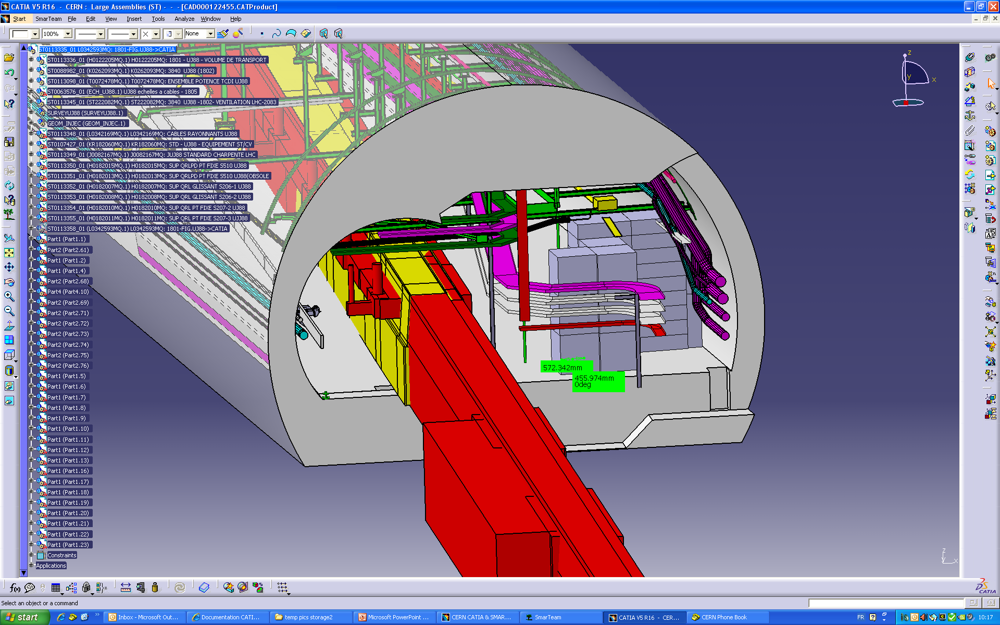 CATIA V5 R16 - CERN : Large Assemblies (ST) - - - [CAD000122455.CATProduct]
Start SmarTeam File Edit View Insert Tools Analyze Window Help
100% None
ST0113335_01 L0342593MQ: 1801-FIG.UJ88->CATIA
ST0113336_01 (H0122205MQ.1) H0122205MQ: 1801 - UJ88 - VOLUME DE TRANSPORT
ST0088982_01 (K0262093MQ.1) K0262093MQ: 3840 UJ88 (1802)
ST0113098_01 (T0072478MQ.1) T0072478MQ: ENSEMBLE POTENCE TCDI UJ88
ST0063576_01 (ECH_UJ88.1) UJ88 echelles a cables - 1805
ST0113345_01 (ST222082MQ.1) ST222082MQ: 3840 UJ88 -1802- VENTILATION LHC-2083
SURVEYUJ88 (SURVEYUJ88.1)
GEOM_INJEC (GEOM_INJEC.1)
ST0113348_01 (L0342169MQ.1) L0342169MQ: CABLES RAYONNANTS UJ88
ST0107427_01 (KR182060MQ.1) KR182060MQ: STD - UJ88 - EQUIPEMENT ST/CV
ST0113349_01 (J0082167MQ.1) J0082167MQ: JUJ88 STANDARD CHARPENTE LHC
ST0113350_01 (H0182015MQ.1) H0182015MQ: SUP QRLPD PT FIXE S510 UJ88
ST0113351_01 (H0182013MQ.1) H0182013MQ: SUP QRLPD PT FIXE S510 UJ88(OBSOLE
ST0113352_01 (H0182007MQ.1) H0182007MQ: SUP QRL GLISSANT S206-1 UJ88
ST0113353_01 (H0182008MQ.1) H0182008MQ: SUP QRL GLISSANT S206-2 UJ88
ST0113354_01 (H0182010MQ.1) H0182010MQ: SUP QRL PT FIXE S207-2 UJ88
ST0113355_01 (H0182011MQ.1) H0182011MQ: SUP QRL PT FIXE S207-3 UJJ88
ST0113358_01 (L0342593MQ.1) L0342593MQ: 1801-FIG.UJ88->CATIA
Part1 (Part1.1)
Part2 (Part2.61)
Part1 (Part1.2)
Part1 (Part1.4)
Part2 (Part2.68)
Part4 (Part4.10)
Part2 (Part2.69)
Part2 (Part2.71)
Part2 (Part2.72)
Part2 (Part2.73)
Part2 (Part2.74)
Part2 (Part2.75)
Part2 (Part2.76)
Part1 (Part1.5)
Part1 (Part1.6)
Part1 (Part1.7)
Part1 (Part1.8)
Part1 (Part1.9)
Part1 (Part1.10)
Part1 (Part1.11)
Part1 (Part1.12)
Part1 (Part1.13)
Part1 (Part1.16)
Part1 (Part1.17)
Part1 (Part1.18)
Part1 (Part1.19)
Part1 (Part1.20)
Part1 (Part1.21)
Part1 (Part1.22)
Part1 (Part1.23)
Constraints
Applications
z
y
x
572.342mm
455.974mm
0deg
z
y x
f(x)
CATIA
Select an object or a command
start
Inbox - Microsoft Out...
Documentation CATI...
temp pics storage2
Microsoft PowerPoint ...
CERN CATIA & SMAR...
SmarTeam
CATIA V5 R16 - CER...
CERN Phone Book
FR
10:17